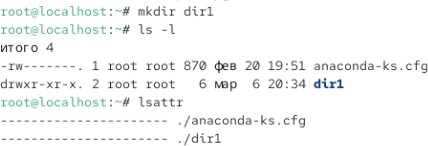 root@localhost:~# mkdir dir1
root@localhost:~# ls -l
итого 4
-rw-------. 1 root root 870 фев 20 19:51 anaconda-ks.cfg
drwxr-xr-x. 2 root root   6 мар  6 20:34 dir1
root@localhost:~# lsattr
---------------------- ./anaconda-ks.cfg
---------------------- ./dir1